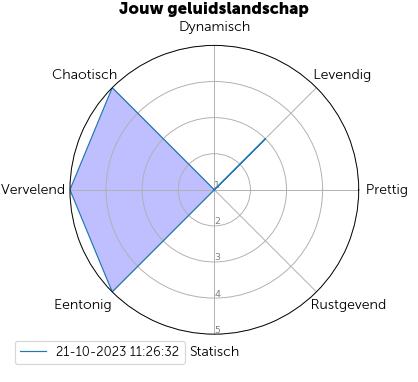 Jouw geluidslandschap
Dynamisch
Chaotisch
Levendig
Vervelend
1
Prettig
2
3
Eentonig
4
Rustgevend
5
21-10-2023 11:26:32
Statisch